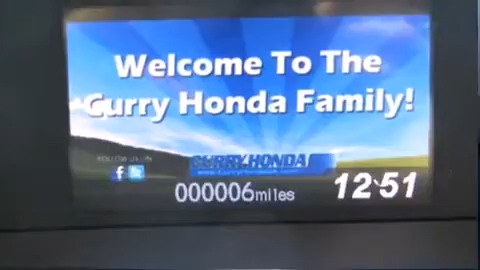 Welcome To The
Curry Honda Family!
FOLLOW US ON
CURRY HONDA
000006miles
12:51